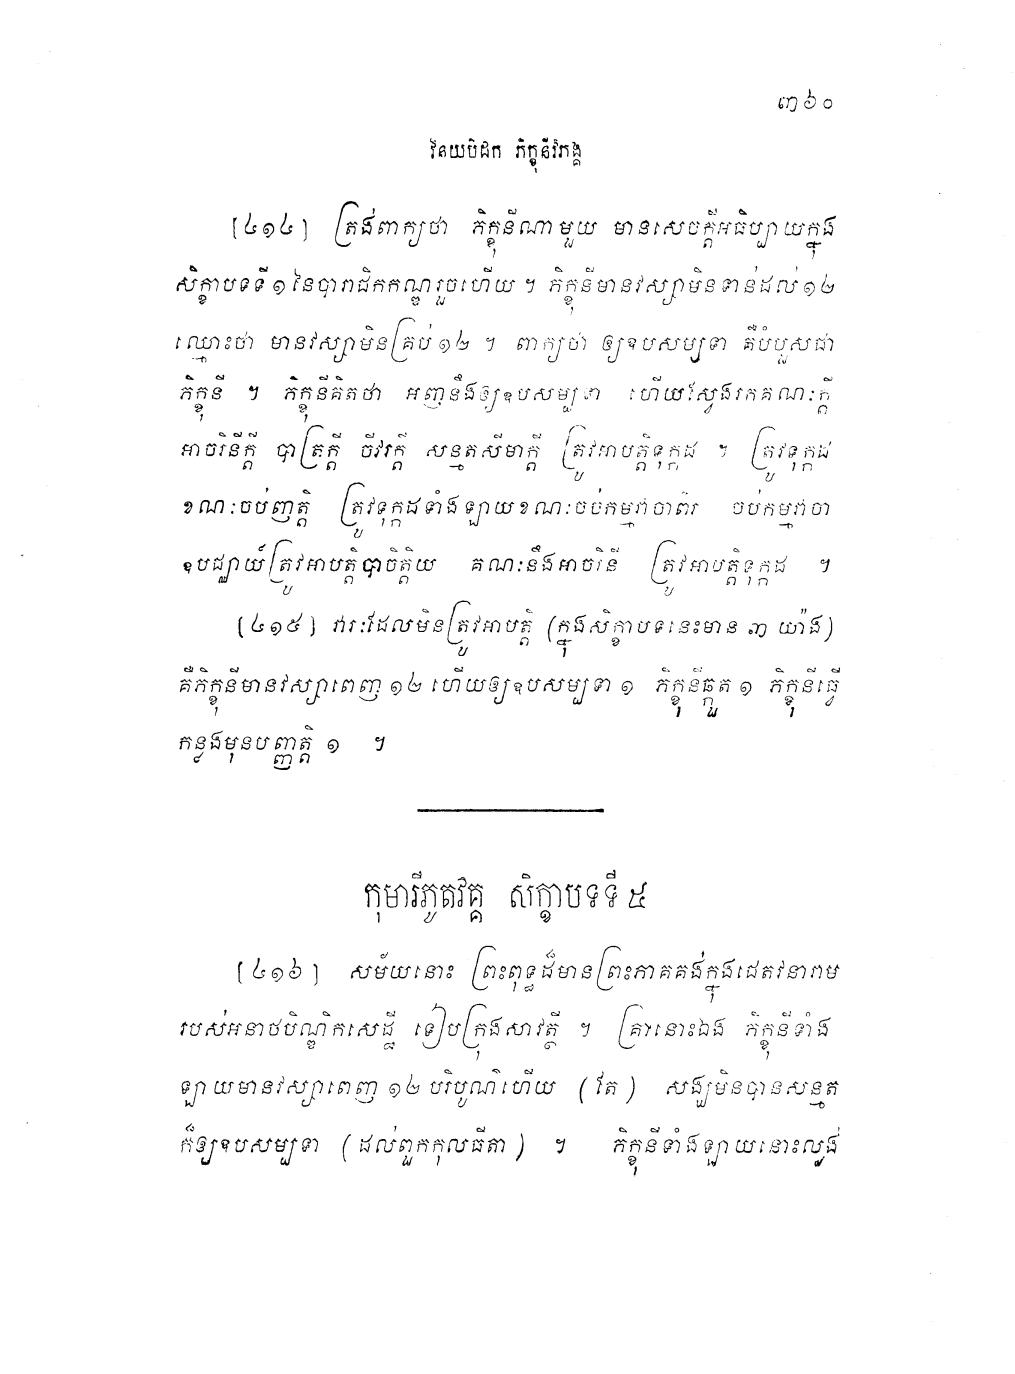 ៣៦០
វិនយបិដក ភិក្ខុនីវិភង្គ
[៤១៤] ត្រង់ពាក្យថា ភិក្ខុនីណាមួយ មានសេចក្តីអធិប្បាយក្នុង
សិក្ខាបទទី ១ នៃបារាជិកកណ្ឌរួចហើយ ។ ភិក្ខុនីមានវស្សាមិនទាន់ដល់ ១២
ឈ្មោះថា មានវស្សាមិនគ្រប់ ១២ ។ ពាក្យថា ឲ្យឧបសម្បទា គឺបំបួសជា
ភិក្ខុនី ។ ភិក្ខុនីគិតថា អញនឹងឲ្យឧបសម្បទា ហើយស្វែងរកគណៈក្តី
អាចរិនីក្តី បាត្រក្តី ចីវរក្តី សន្មតសីមាក្តី ត្រូវអាបត្តិទុក្កដ ។ ត្រូវទុក្កដ
ខណៈចប់ញត្តិ ត្រូវទុក្កដទាំងឡាយខណៈចប់កម្មវាចាពីរ ចប់កម្មវាចា
ឧបជ្ឈាយ៍ត្រូវអាបត្តិបាចិត្តិយ គណៈនឹងអាចរិនី ត្រូវអាបត្តិទុក្កដ ។
[៤១៥] វារៈដែលមិនត្រូវអាបត្តិ (ក្នុងសិក្ខាបទនេះមាន ៣ យ៉ាង)
គឺភិក្ខុនីមានវស្សាពេញ ១២ ហើយឲ្យឧបសម្បទា ១ ភិក្ខុនីឆ្កួត ១ ភិក្ខុនីធ្វើ
កន្លងមុនបញ្ញត្តិ ១ ។
កុមារីភូតវគ្គ សិក្ខាបទទី ៥
[៤១៦] សម័យនោះ ព្រះពុទ្ធដ៏មានព្រះភាគគង់ក្នុងជេតវនារាម
របស់អនាថបិណ្ឌិកសេដ្ឋី ទៀបក្រុងសាវត្ថី ។ គ្រានោះឯង ភិក្ខុនីទាំង
ឡាយមានវស្សាពេញ ១២ បរិបូណ៌ហើយ (តែ) សង្ឃមិនបានសន្មត
ក៏ឲ្យឧបសម្បទា (ដល់ពួកកុលធីតា) ។ ភិក្ខុនីទាំងឡាយនោះល្ងង់